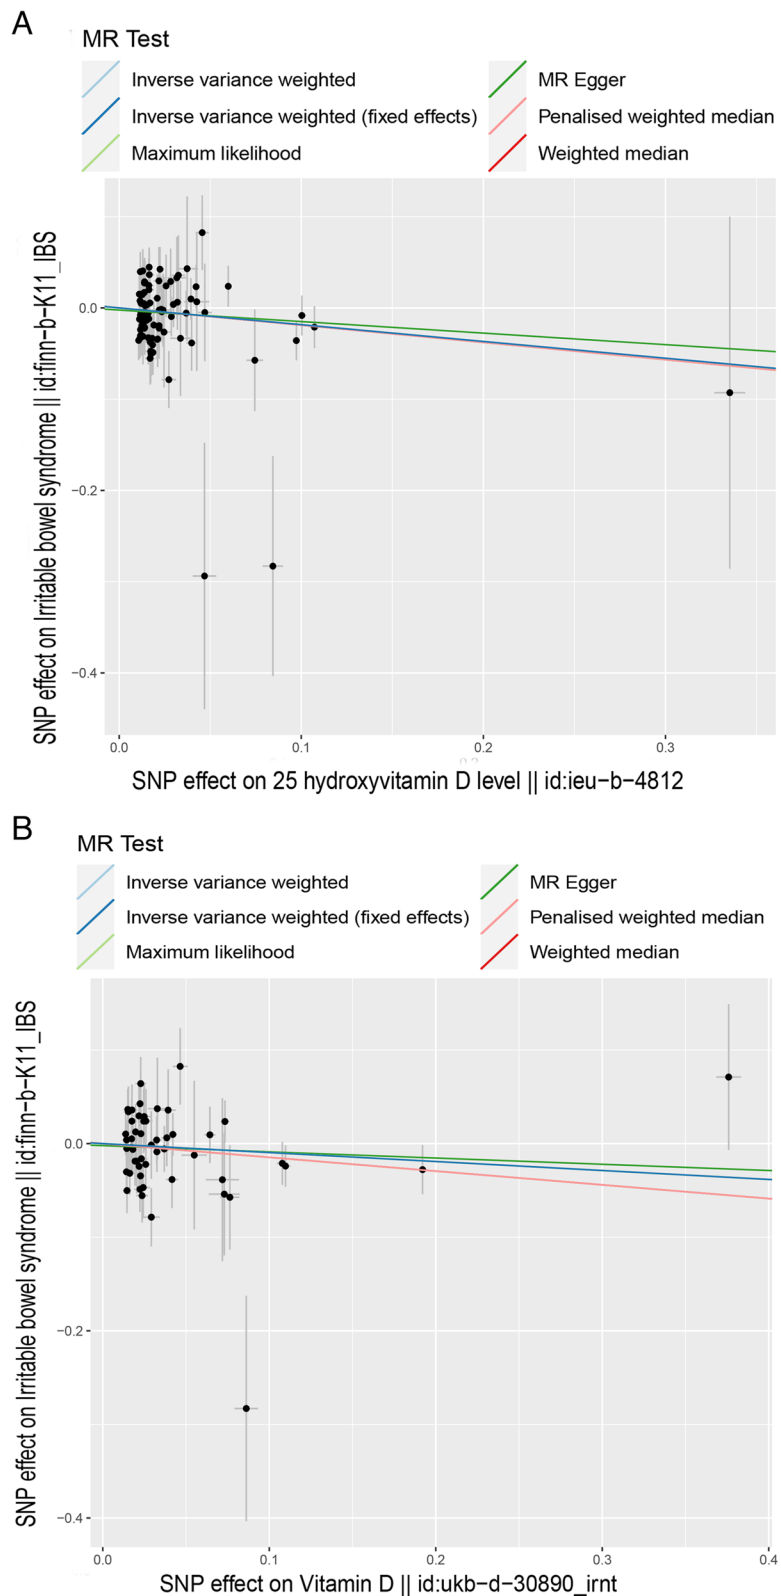 A
MR Test
Inverse variance weighted
MR Egger
Inverse variance weighted (fixed effects)
Penalised weighted median
Maximum likelihood
Weighted median
SNP effect on Irritable bowel syndrome || id:finn−b−K11_IBS
0.0
−0.2
−0.4
0.0
0.1
0.2
0.3
SNP effect on 25 hydroxyvitamin D level || id:ieu−b−4812
B
MR Test
Inverse variance weighted
MR Egger
Inverse variance weighted (fixed effects)
Penalised weighted median
Maximum likelihood
Weighted median
SNP effect on Irritable bowel syndrome || id:finn−b−K11_IBS
0.0
−0.2
−0.4
0.0
0.1
0.2
0.3
0.4
SNP effect on Vitamin D || id:ukb−d−30890_irnt